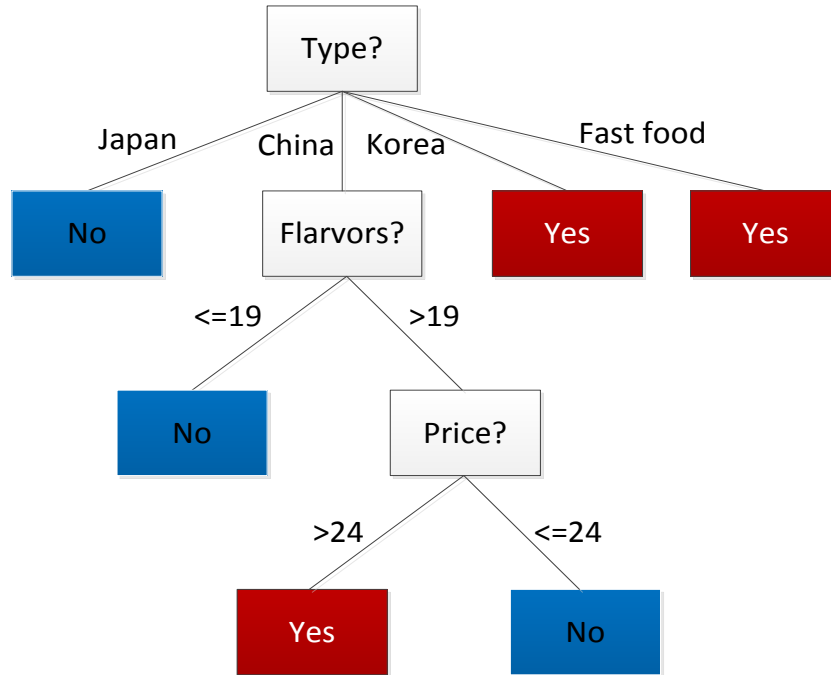 Type?
Japan
China
Korea
Fast food
No
Flarvors?
Yes
Yes
<=19
>19
No
Price?
>24
<=24
Yes
No